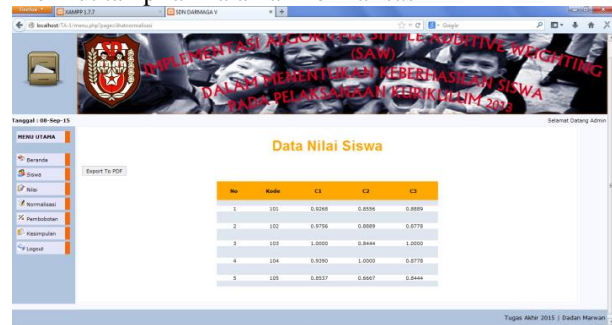 XAMPP 1.7.7
SDN DARMAGA V
localhost/TA-1/menu.php?page=lihatnormalisasi
Google
IMPLEMENTASI ALGORITMA SIMPLE ADDITIVE WEIGHTING
(SAW)
DALAM MENENTUKAN KEBERHASILAN SISWA
PADA PELAKSANAAN KURIKULUM 2013
Tanggal : 08-Sep-15
Selamat Datang Admin
MENU UTAMA
Beranda
Siswa
Nilai
Normalisasi
Pembobotan
Kesimpulan
Logout
Data Nilai Siswa
Export To PDF
No Kode C1 C2 C3
1 101 0.9268 0.8556 0.8889
2 102 0.9756 0.8889 0.8778
3 103 1.0000 0.8444 1.0000
4 104 0.9390 1.0000 0.8778
5 105 0.8537 0.6667 0.8444
Tugas Akhir 2015 | Dadan Marwan